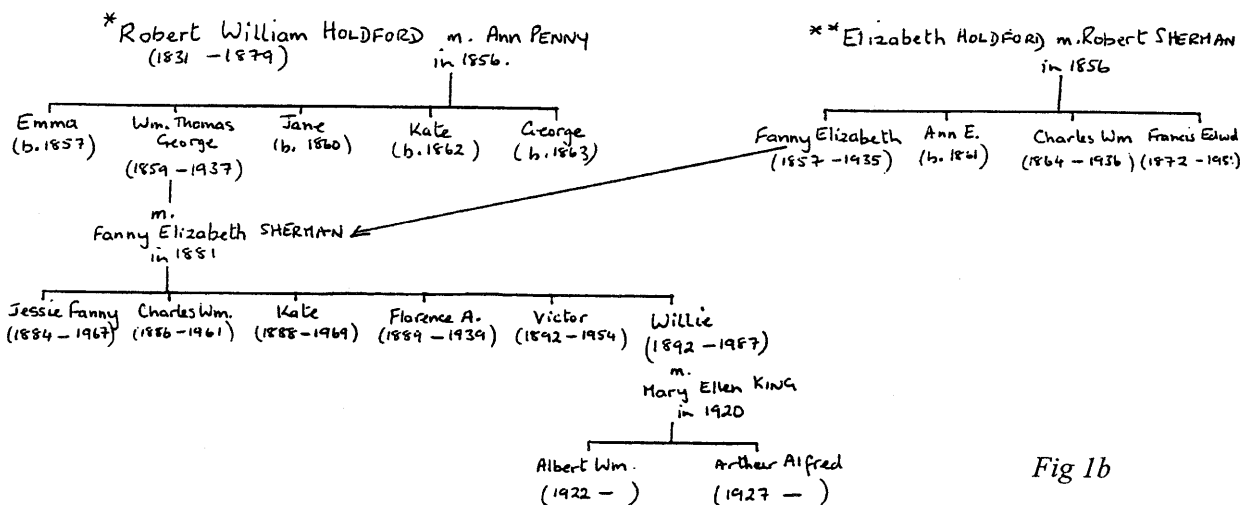 *Robert William HOLDFORD m. Ann PENNY
(1831 - 1879)
in 1856.
**Elizabeth HOLDFORD m. Robert SHERMAN
in 1856
Emma
(b. 1857)
Wm. Thomas
George
(1859 - 1937)
Jane
(b. 1860)
Kate
(b. 1862)
George
(b. 1863)
Fanny Elizabeth
(1857 - 1935)
Ann E.
(b. 1861)
Charles Wm
(1864 - 1936)
Francis Edwd
m.
Fanny Elizabeth SHERMAN
in 1881
Jessie Fanny
(1884 - 1967)
Charles Wm.
(1886 - 1961)
Kate
(1888 - 1969)
Florence A.
(1889 - 1939)
Victor
(1892 - 1954)
Willie
(1892 - 1987)
m.
Mary Ellen KING
in 1920
Albert Wm.
(1922 - )
Arthur Alfred
(1927 - )
Fig 1b